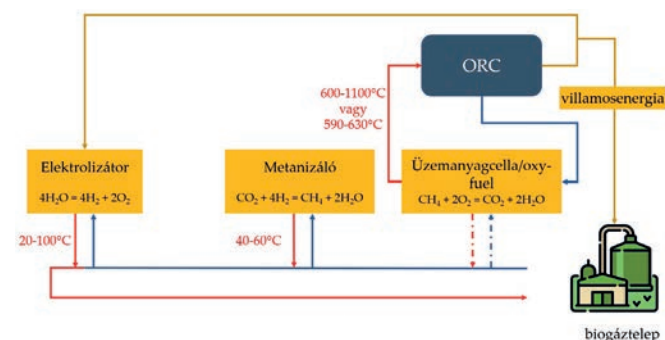 ORC
600-1100°C
vagy
590-630°C
villamosenergia
Elektrolizátor
4H₂O = 4H₂ + 2O₂
Metanizáló
CO₂ + 4H₂ = CH₄ + 2H₂O
Üzemanyagcella/oxy-
fuel
CH₄ + 2O₂ = CO₂ + 2H₂O
20-100°C
40-60°C
biogáztelep